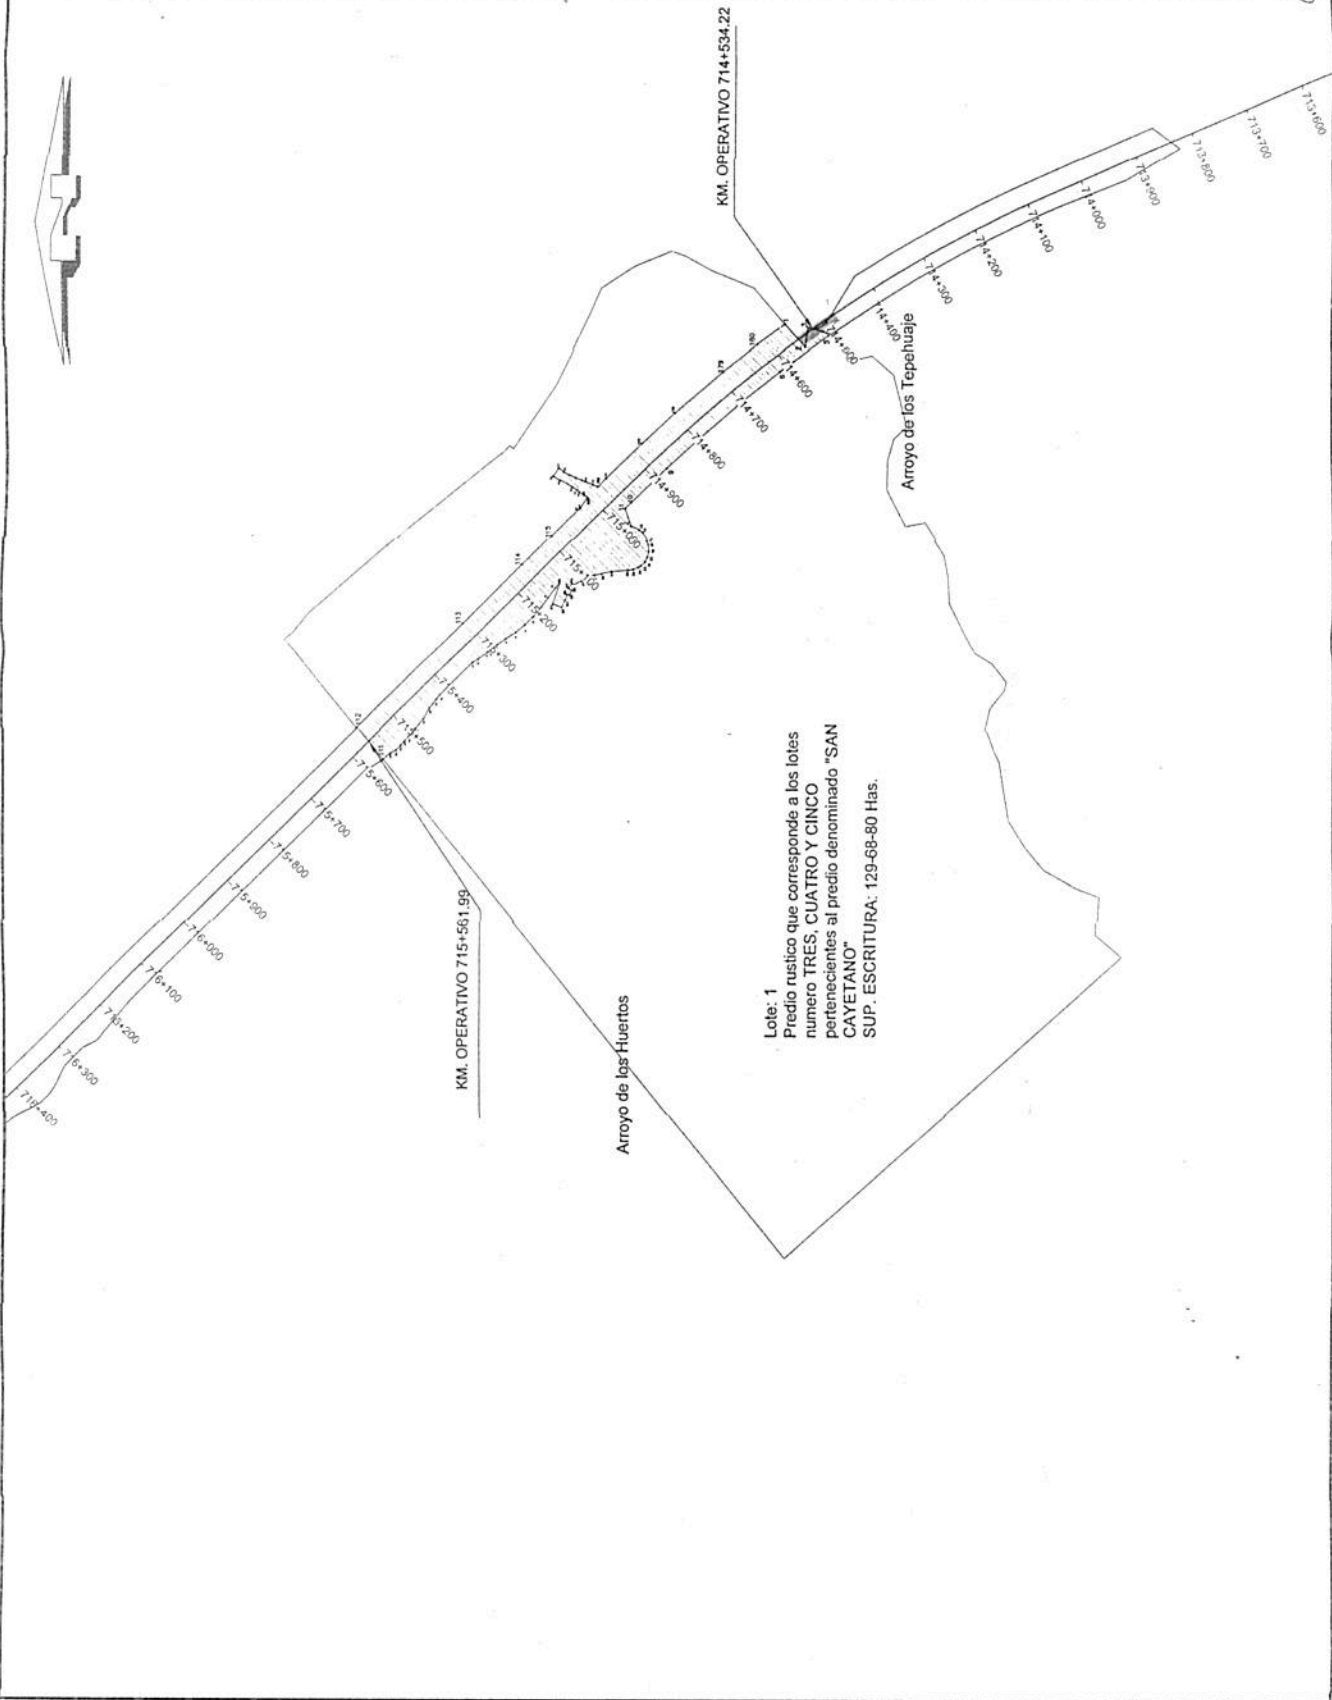 KM. OPERATIVO 715+561.99
KM. OPERATIVO 714+534.22
Arroyo de los Huertos
Arroyo de los Tepehuaje
Lote: 1
Predio rustico que corresponde a los lotes
numero TRES, CUATRO Y CINCO
pertenecientes al predio denominado "SAN
CAYETANO"
SUP. ESCRITURA: 129-68-80 Has.
716+400
716+300
716+200
716+100
716+000
715+900
715+800
715+700
715+600
715+500
715+400
715+300
715+200
715+100
715+000
714+900
714+800
714+700
714+600
714+400
714+300
714+200
714+100
714+000
713+900
713+800
713+700
713+600